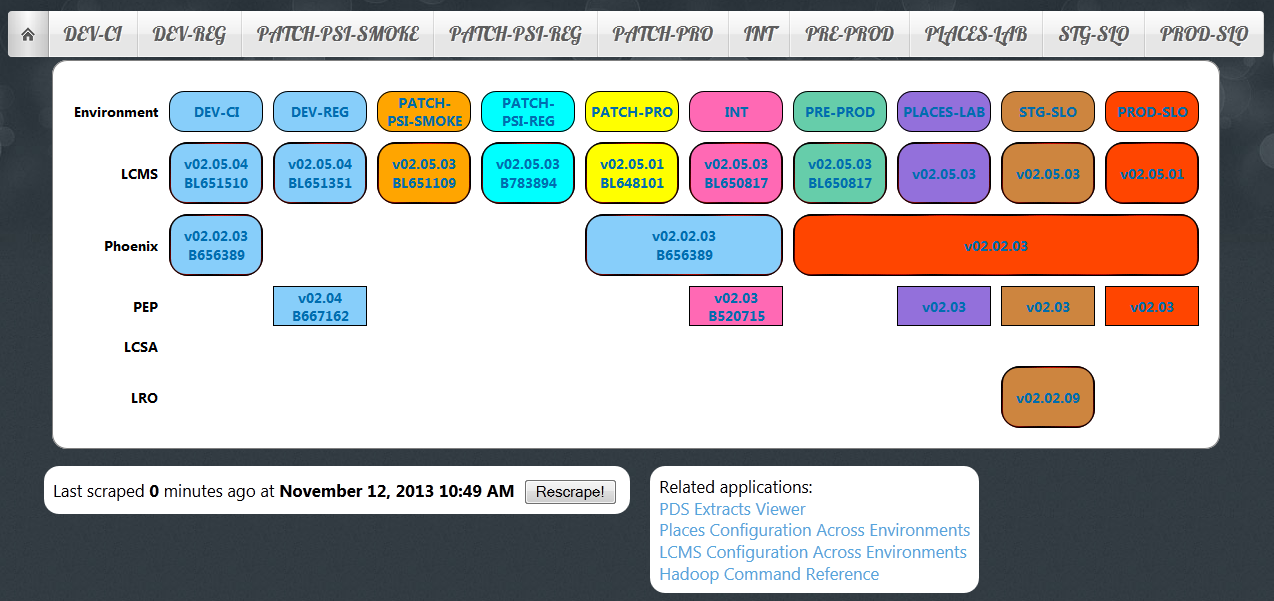 DEV-CI DEV-REG PATCH-PSI-SMOKE PATCH-PSI-REG PATCH-PRO INT PRE-PROD PLACES-LAB STG-SLO PROD-SLO
Environment DEV-CI DEV-REG PATCH- PATCH- PATCH-PRO INT PRE-PROD PLACES-LAB STG-SLO PROD-SLO
PSI-SMOKE PSI-REG
LCMS v02.05.04 v02.05.04 v02.05.03 v02.05.03 v02.05.01 v02.05.03 v02.05.03 v02.05.03 v02.05.03 v02.05.01
BL651510 BL651351 BL651109 B783894 BL648101 BL650817 BL650817
Phoenix v02.02.03 v02.02.03 v02.02.03
B656389 B656389
PEP v02.04 v02.03 v02.03 v02.03 v02.03
B667162 B520715
LCSA
LRO v02.02.09
Last scraped 0 minutes ago at November 12, 2013 10:49 AM Rescrape!
Related applications:
PDS Extracts Viewer
Places Configuration Across Environments
LCMS Configuration Across Environments
Hadoop Command Reference